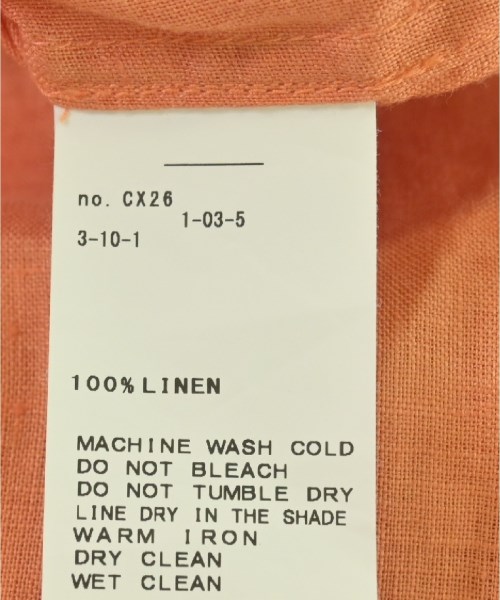 no. CX26
1-03-5
3-10-1
100% LINEN
MACHINE WASH COLD
DO NOT BLEACH
DO NOT TUMBLE DRY
LINE DRY IN THE SHADE
WARM IRON
DRY CLEAN
WET CLEAN